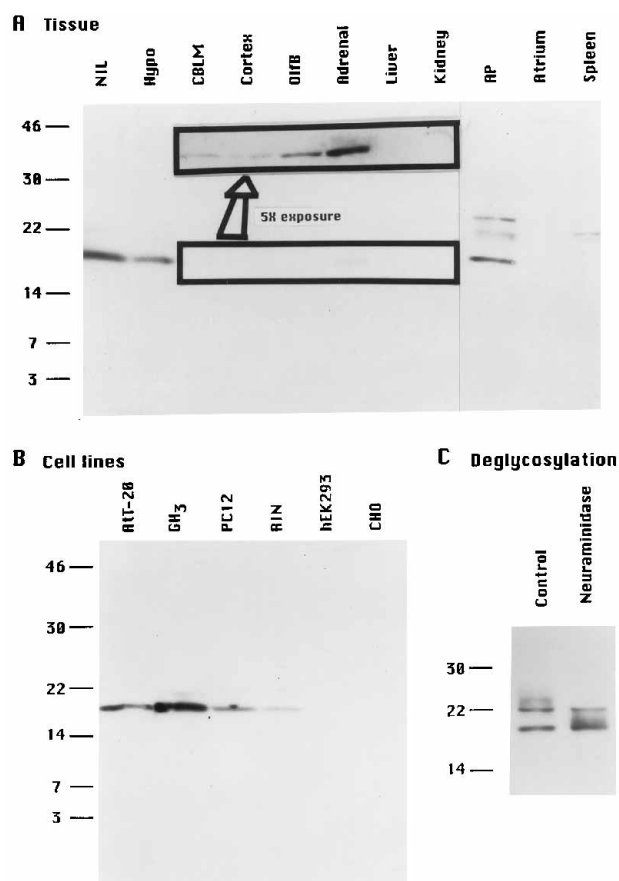 A Tissue
NIL
Hypo
CBLM
Cortex
OlfB
Adrenal
Liver
Kidney
AP
Atrium
Spleen
46
30
5X exposure
22
14
7
3
B Cell lines
AtT-20
GH3
PC12
RIN
hEK293
CHO
46
30
22
14
7
3
C Deglycosylation
Control
Neuraminidase
30
22
14